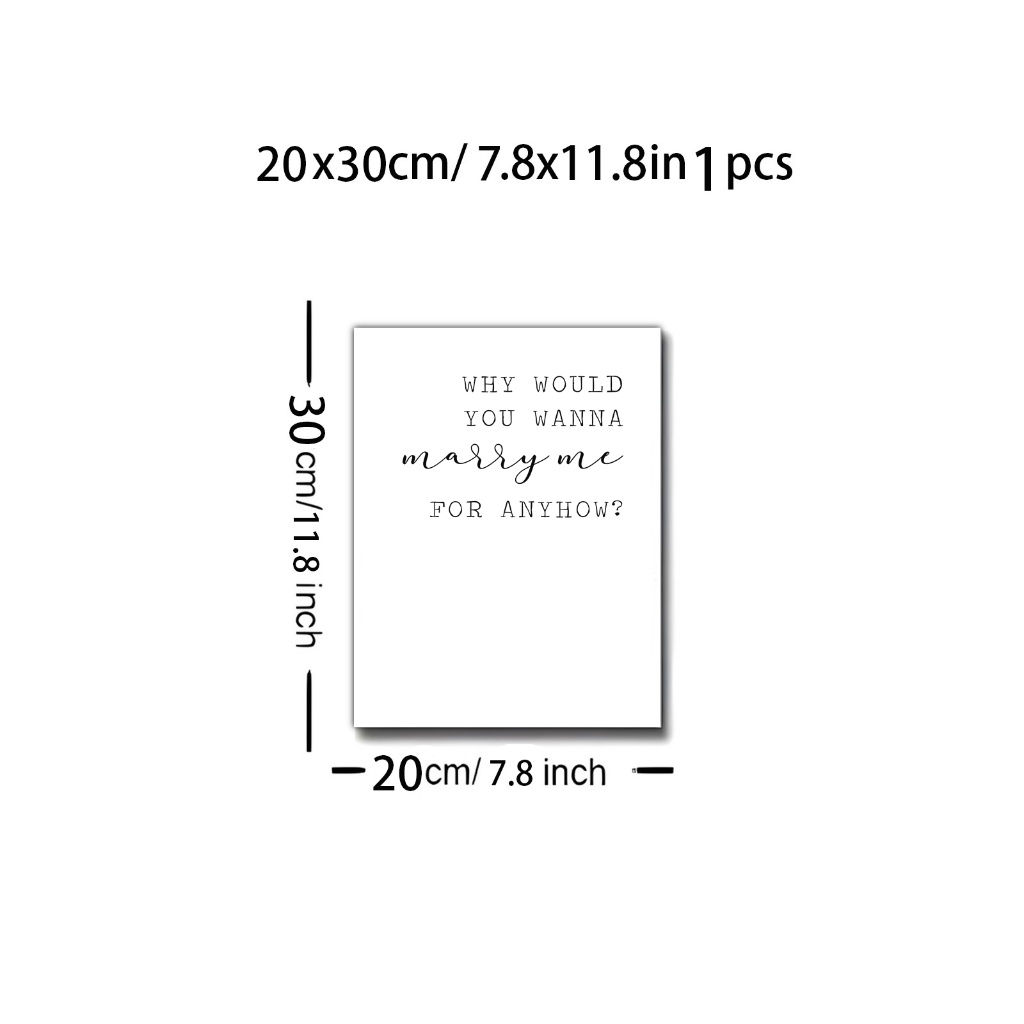 20x30cm/ 7.8x11.8in 1 pcs
WHY WOULD
YOU WANNA
marry me
FOR ANYHOW?
30cm/11.8 inch
20cm/ 7.8 inch